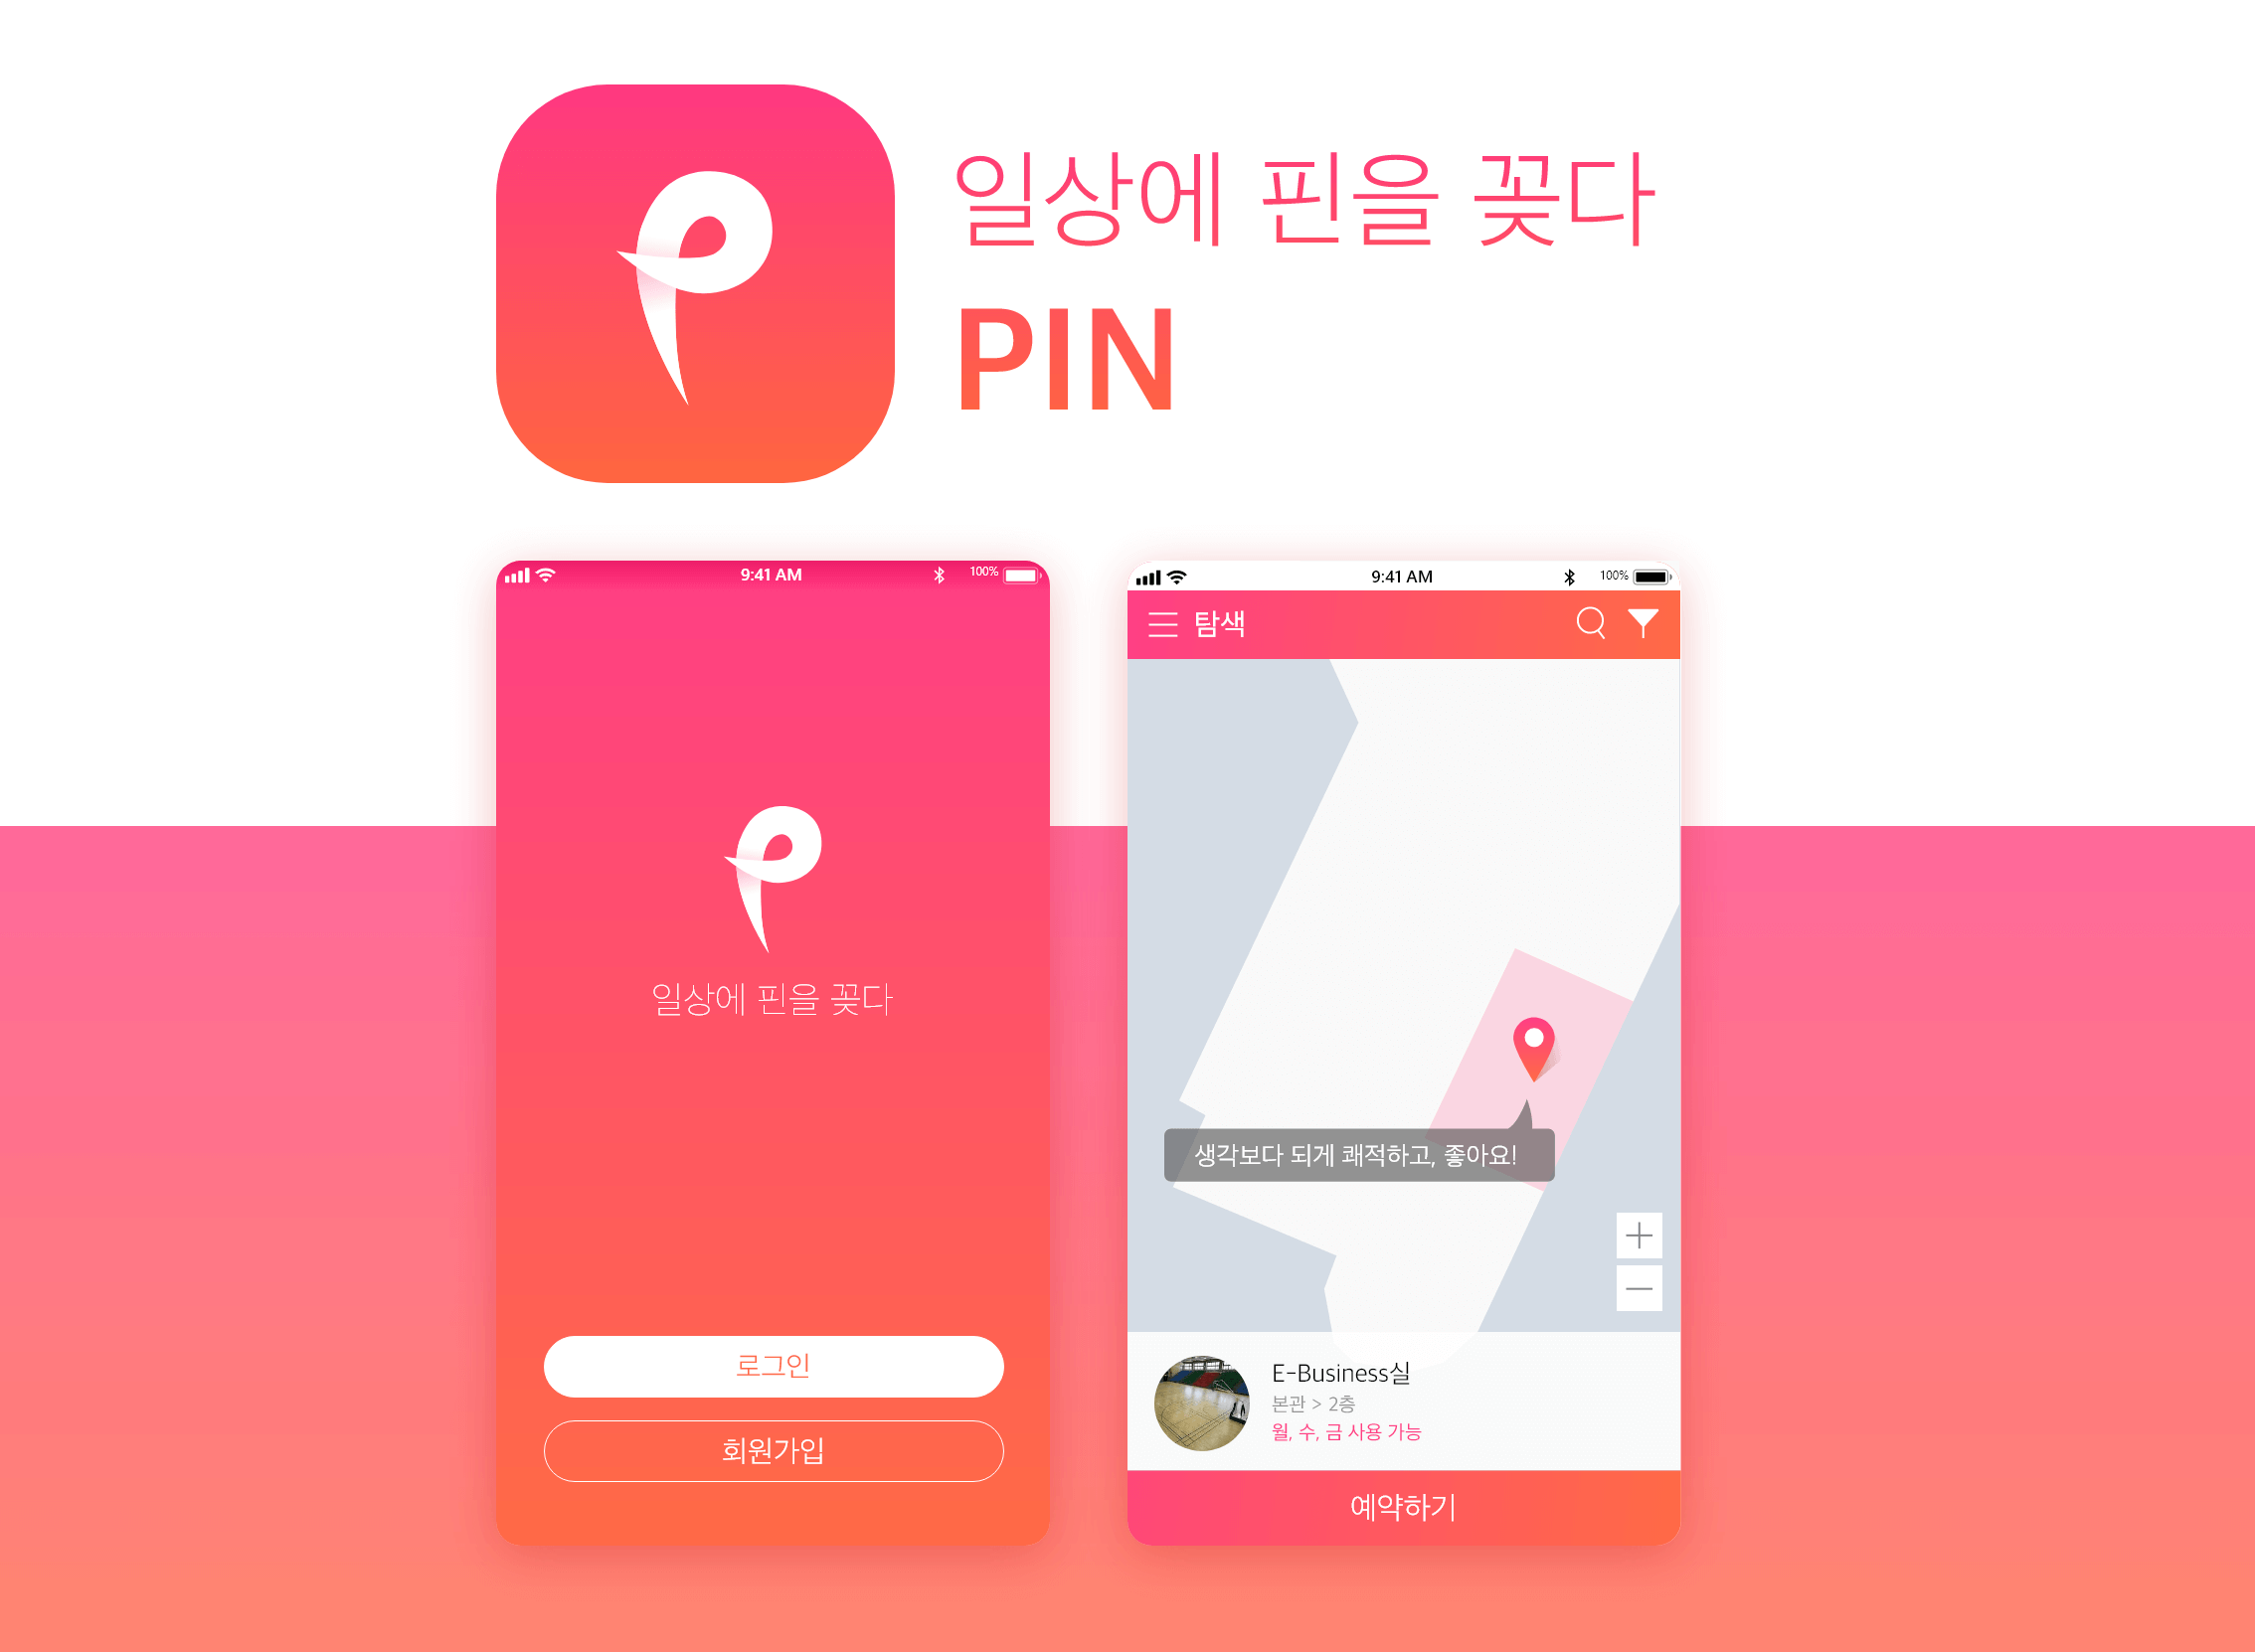 일상에 핀을 꽂다
PIN
9:41 AM
100%
일상에 핀을 꽂다
로그인
회원가입
9:41 AM
100%
탐색
생각보다 되게 쾌적하고, 좋아요!
E-Business실
본관 > 2층
월, 수, 금 사용 가능
예약하기